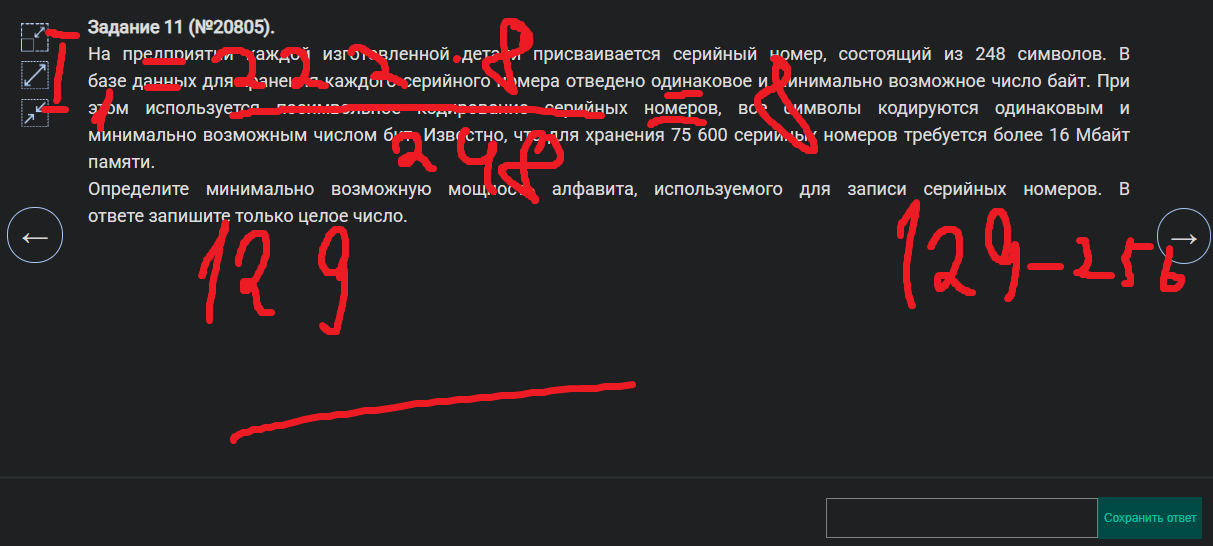 Задание 11 (№20805).
На предприятии каждой изготовленной детали присваивается серийный номер, состоящий из 248 символов. В
базе данных для хранения каждого серийного номера отведено одинаковое и минимально возможное число байт. При
этом используется посимвольное кодирование серийных номеров, все символы кодируются одинаковым и
минимально возможным числом бит. Известно, что для хранения 75 600 серийных номеров требуется более 16 Мбайт
памяти.
Определите минимально возможную мощность алфавита, используемого для записи серийных номеров. В
ответе запишите только целое число.
I1 = 222 · 8 / 248 = 8
129
129 - 256
← →
Сохранить ответ